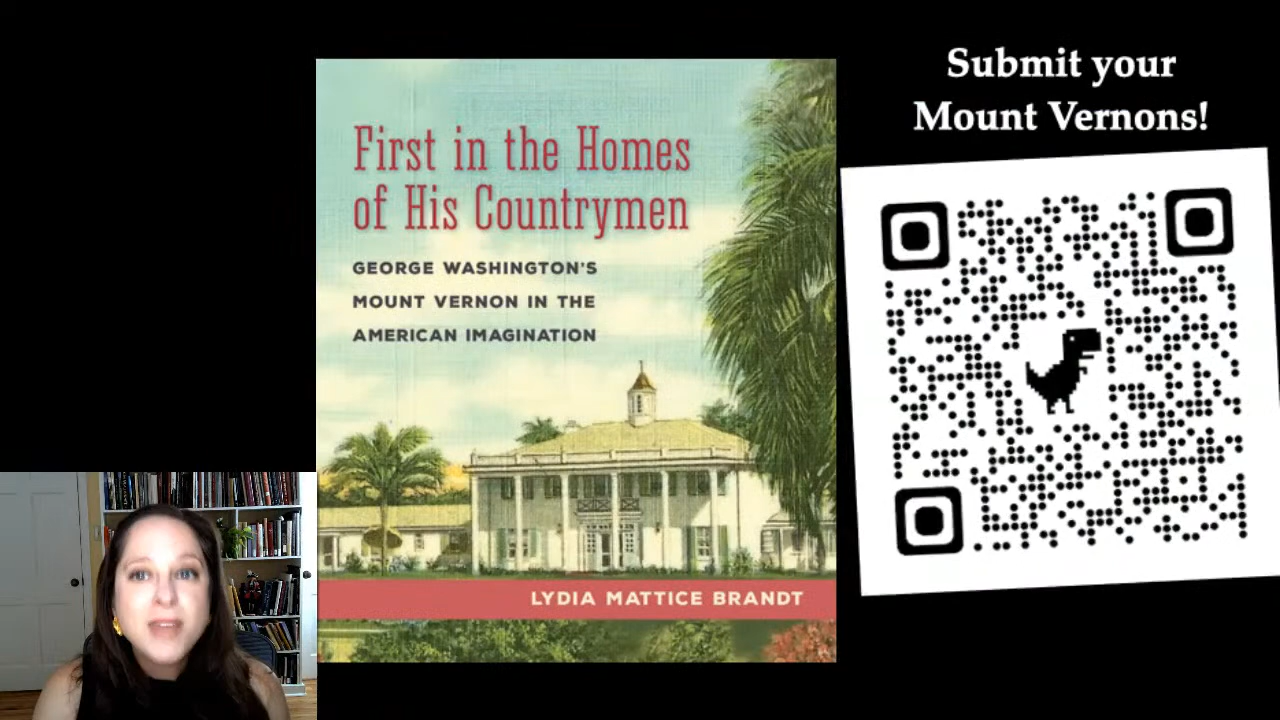 First in the Homes
of His Countrymen
GEORGE WASHINGTON'S
MOUNT VERNON IN THE
AMERICAN IMAGINATION
LYDIA MATTICE BRANDT
Submit your
Mount Vernons!